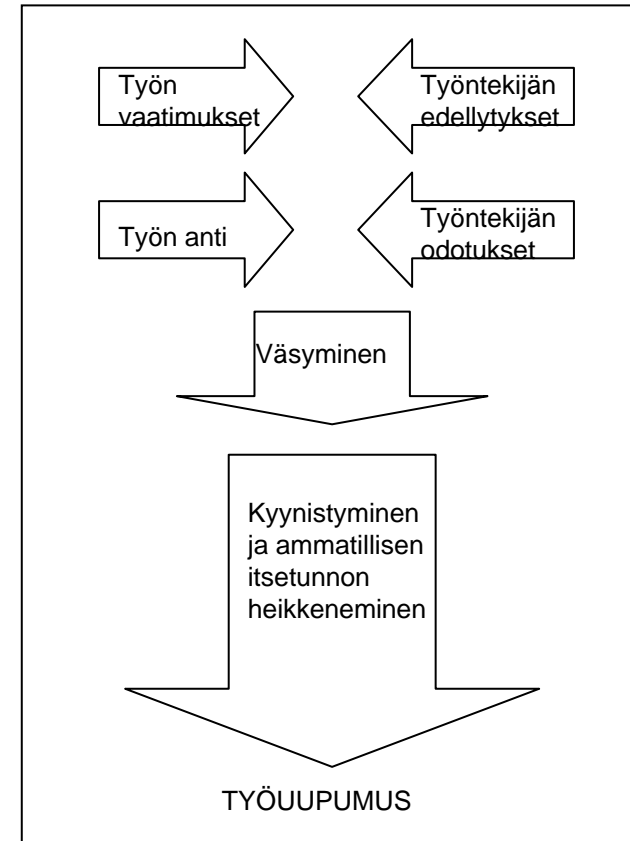 Työn
vaatimukset
Työntekijän
edellytykset
Työn anti
Työntekijän
odotukset
Väsyminen
Kyynistyminen
ja ammatillisen
itsetunnon
heikkeneminen
TYÖUUPUMUS